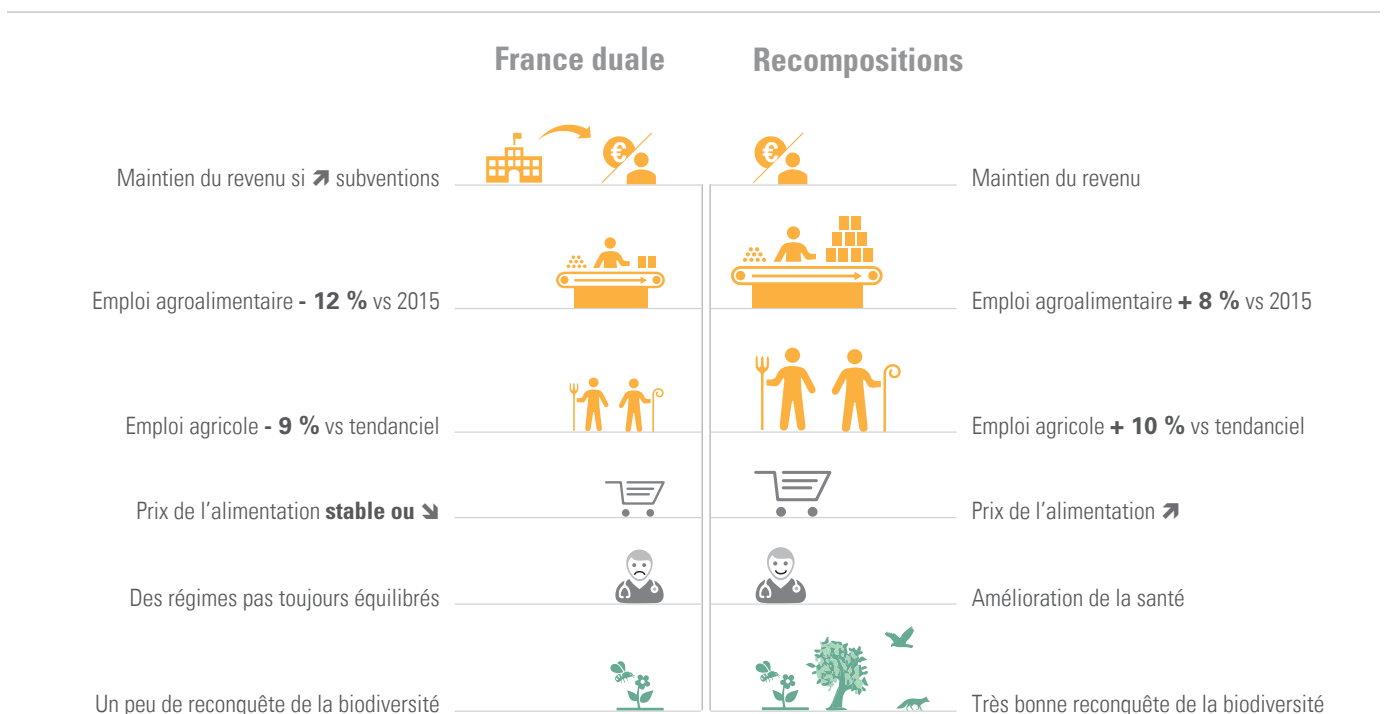 France duale
Recompositions
Maintien du revenu si ↗ subventions
Maintien du revenu
Emploi agroalimentaire - 12 % vs 2015
Emploi agroalimentaire + 8 % vs 2015
Emploi agricole - 9 % vs tendanciel
Emploi agricole + 10 % vs tendanciel
Prix de l’alimentation stable ou ↘
Prix de l’alimentation ↗
Des régimes pas toujours équilibrés
Amélioration de la santé
Un peu de reconquête de la biodiversité
Très bonne reconquête de la biodiversité